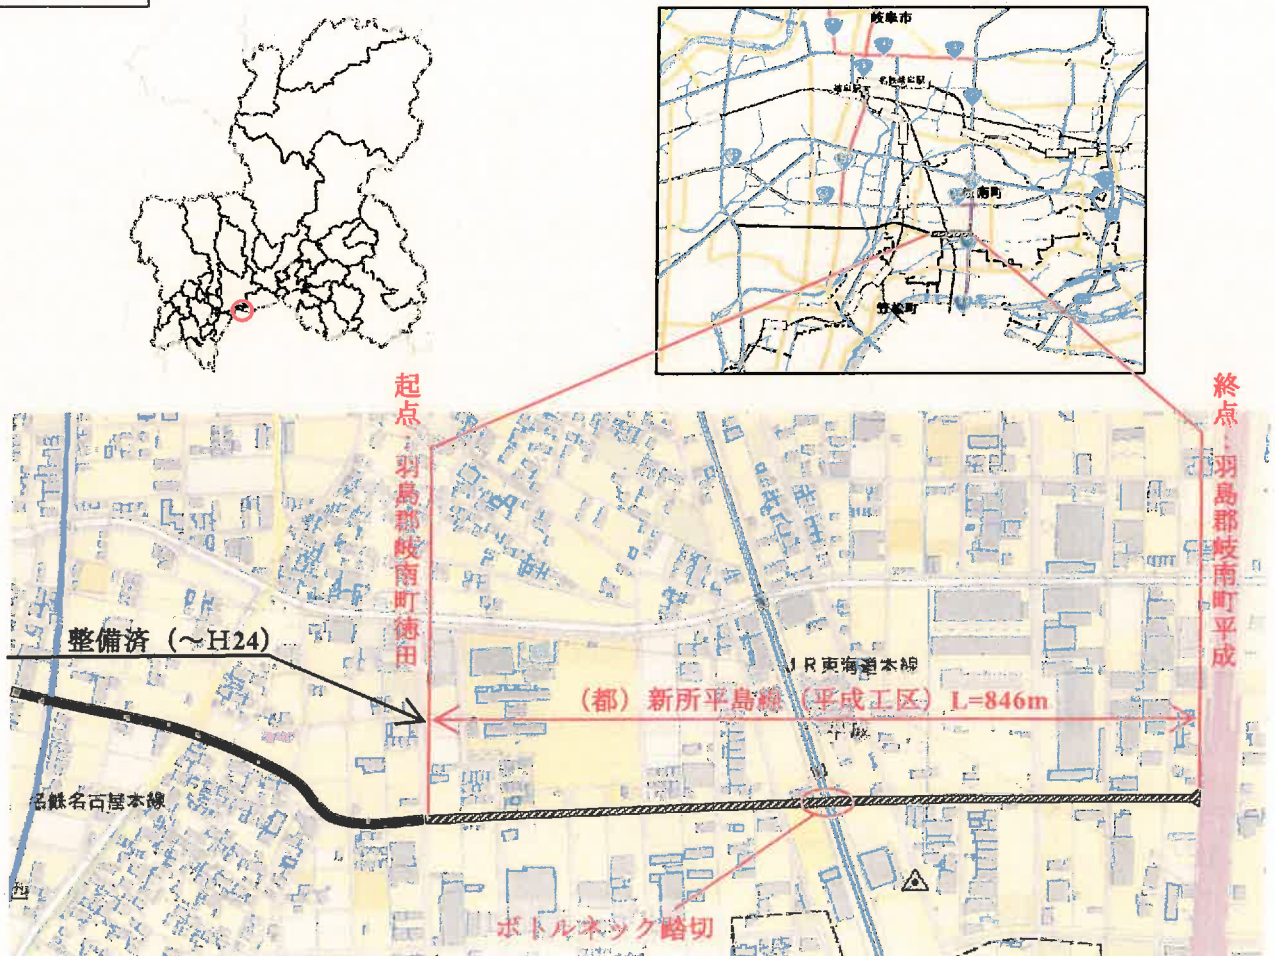 岐阜市
名鉄岐阜駅
岐阜駅
南町
笠松町
起点：羽島郡岐南町徳田
終点：羽島郡岐南町平成
整備済（～H24）
JR東海道本線
（都）新所平島線（平成工区）L=846m
名鉄名古屋本線
ボトルネック踏切